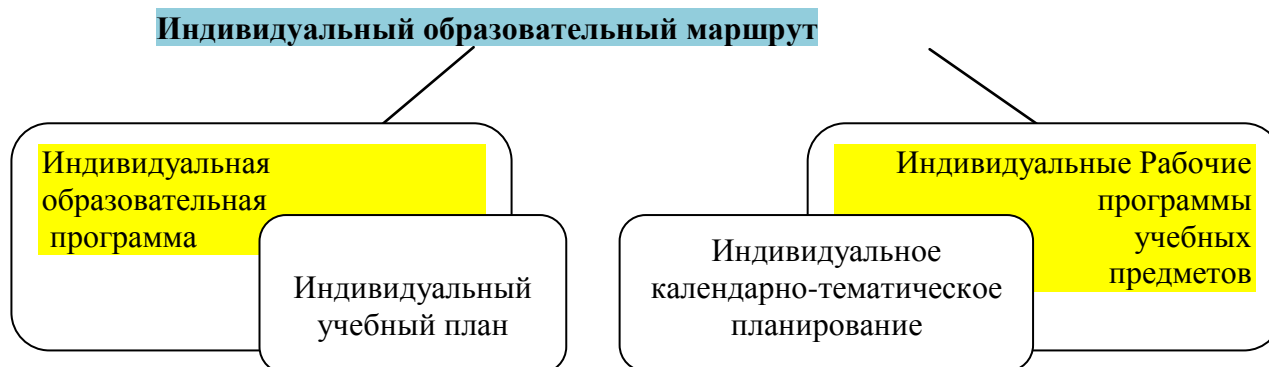 Индивидуальный образовательный маршрут
Индивидуальная
образовательная
программа
Индивидуальный
учебный план
Индивидуальные Рабочие
программы
учебных
предметов
Индивидуальное
календарно-тематическое
планирование